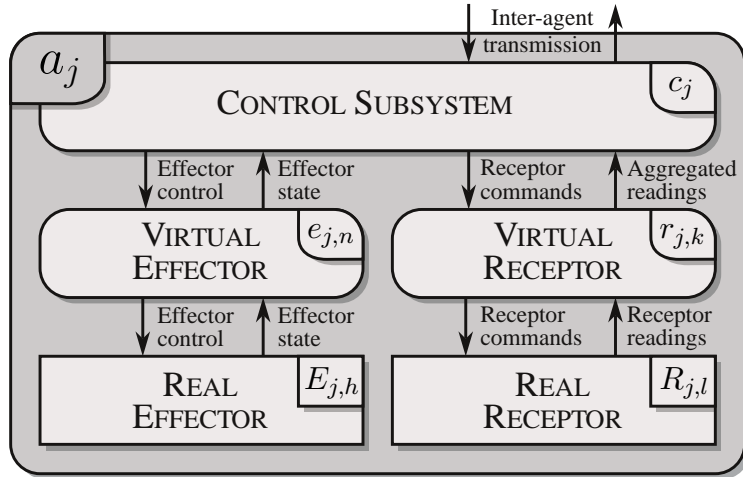 Inter-agent
transmission
a_j
CONTROL SUBSYSTEM
c_j
Effector
control
Effector
state
Receptor
commands
Aggregated
readings
VIRTUAL
EFFECTOR
e_{j,n}
VIRTUAL
RECEPTOR
r_{j,k}
Effector
control
Effector
state
Receptor
commands
Receptor
readings
REAL
EFFECTOR
E_{j,h}
REAL
RECEPTOR
R_{j,l}